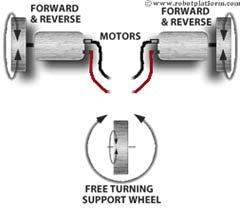 © www.robotplatform.com
FORWARD
& REVERSE
FORWARD
& REVERSE
MOTORS
FREE TURNING
SUPPORT WHEEL